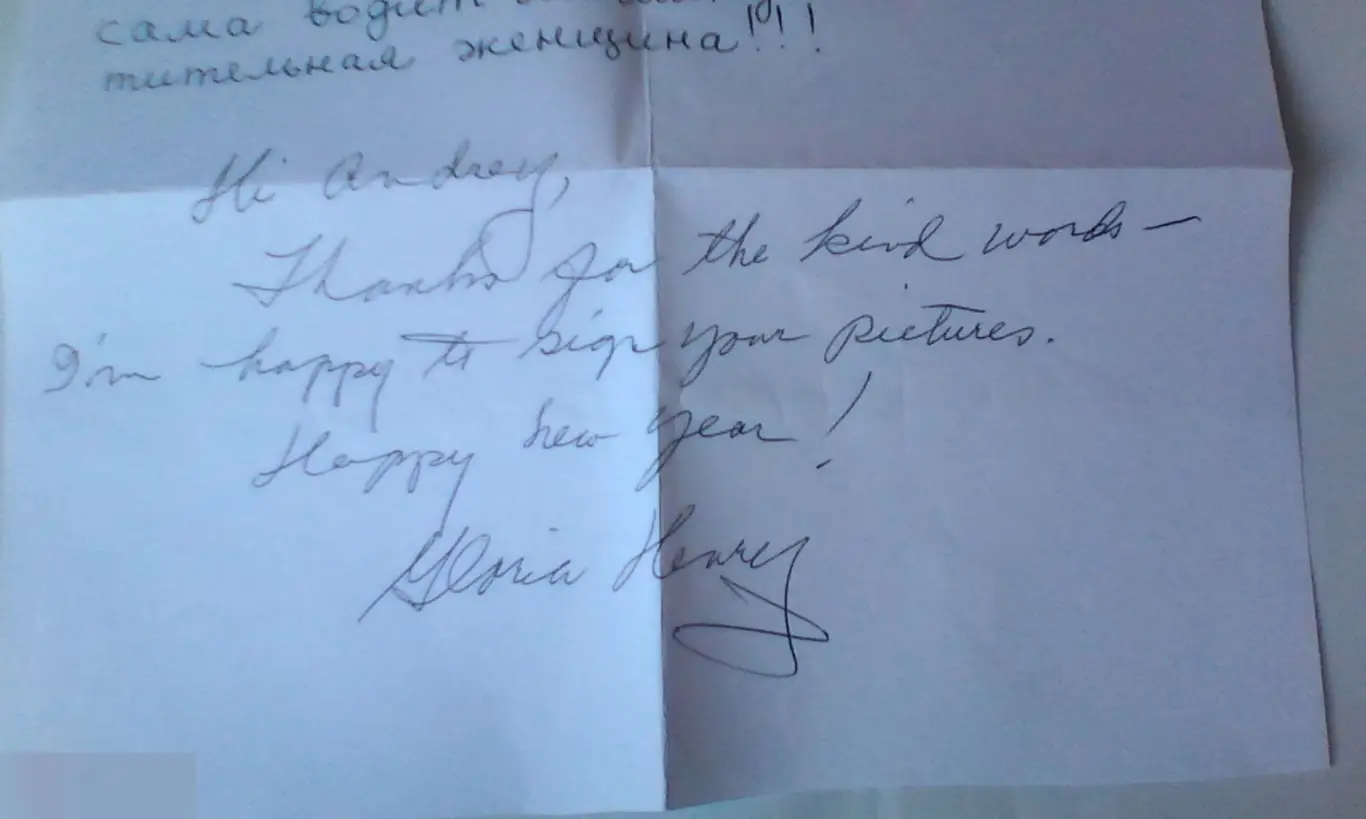 сама водит
тительная женщина!!!
Hi Andrey,
Thanks for the kind words —
I'm happy to sign your pictures.
Happy new year!
Gloria Henry